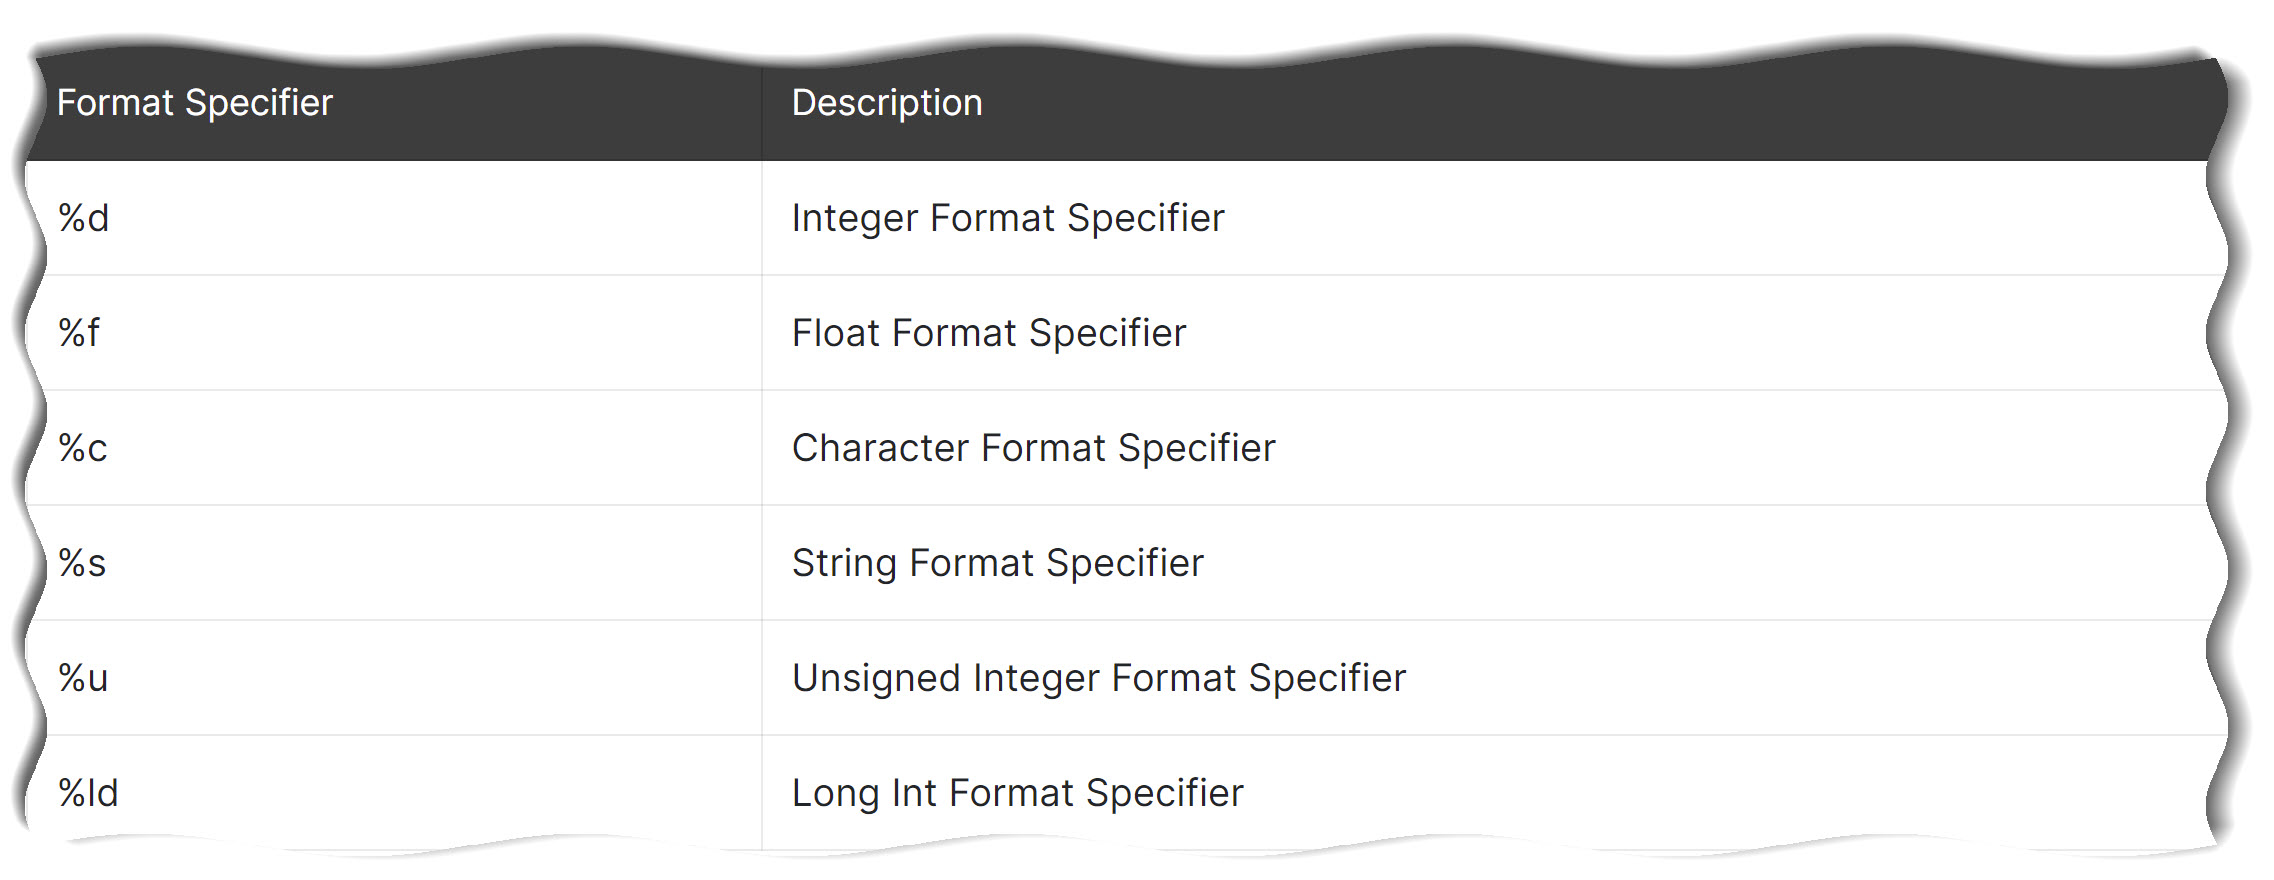 Format Specifier Description
%d Integer Format Specifier
%f Float Format Specifier
%c Character Format Specifier
%s String Format Specifier
%u Unsigned Integer Format Specifier
%ld Long Int Format Specifier